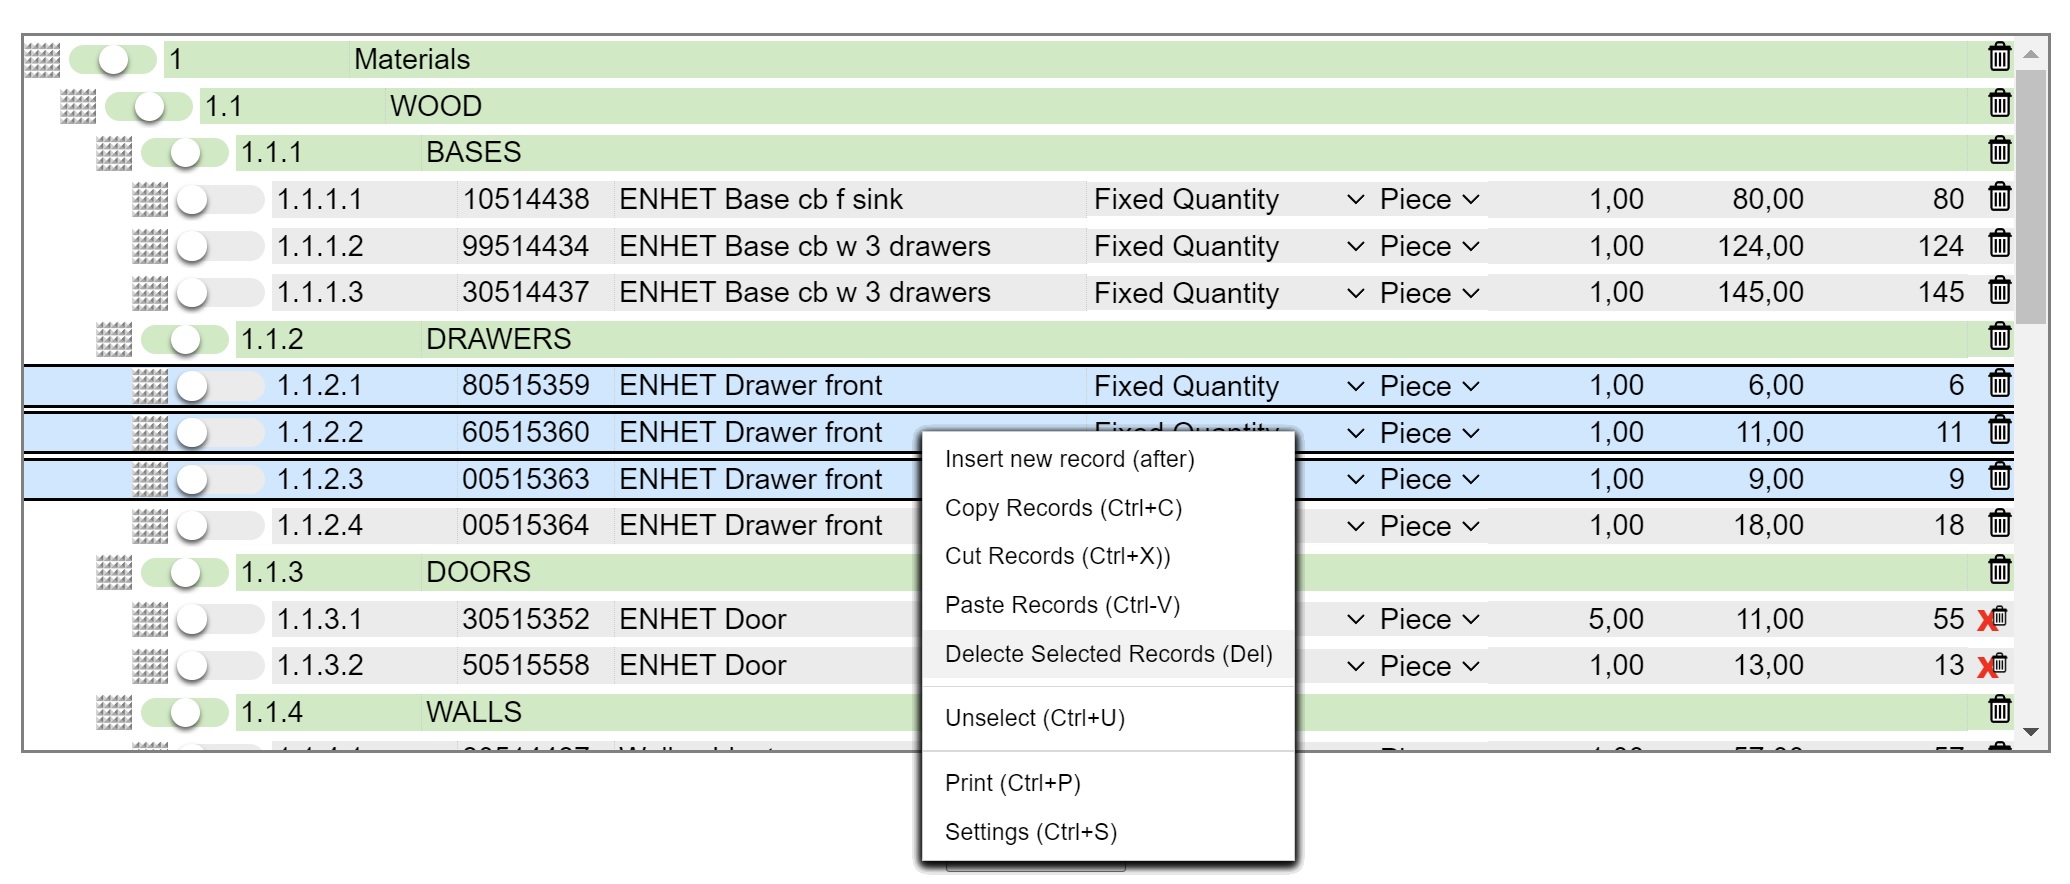 1 Materials
1.1 WOOD
1.1.1 BASES
1.1.1.1 10514438 ENHET Base cb f sink Fixed Quantity Piece 1,00 80,00 80
1.1.1.2 99514434 ENHET Base cb w 3 drawers Fixed Quantity Piece 1,00 124,00 124
1.1.1.3 30514437 ENHET Base cb w 3 drawers Fixed Quantity Piece 1,00 145,00 145
1.1.2 DRAWERS
1.1.2.1 80515359 ENHET Drawer front Fixed Quantity Piece 1,00 6,00 6
1.1.2.2 60515360 ENHET Drawer front Fixed Quantity Piece 1,00 11,00 11
1.1.2.3 00515363 ENHET Drawer front Piece 1,00 9,00 9
1.1.2.4 00515364 ENHET Drawer front Piece 1,00 18,00 18
1.1.3 DOORS
1.1.3.1 30515352 ENHET Door Piece 5,00 11,00 55 X
1.1.3.2 50515558 ENHET Door Piece 1,00 13,00 13 X
1.1.4 WALLS
Insert new record (after)
Copy Records (Ctrl+C)
Cut Records (Ctrl+X))
Paste Records (Ctrl-V)
Delecte Selected Records (Del)
Unselect (Ctrl+U)
Print (Ctrl+P)
Settings (Ctrl+S)